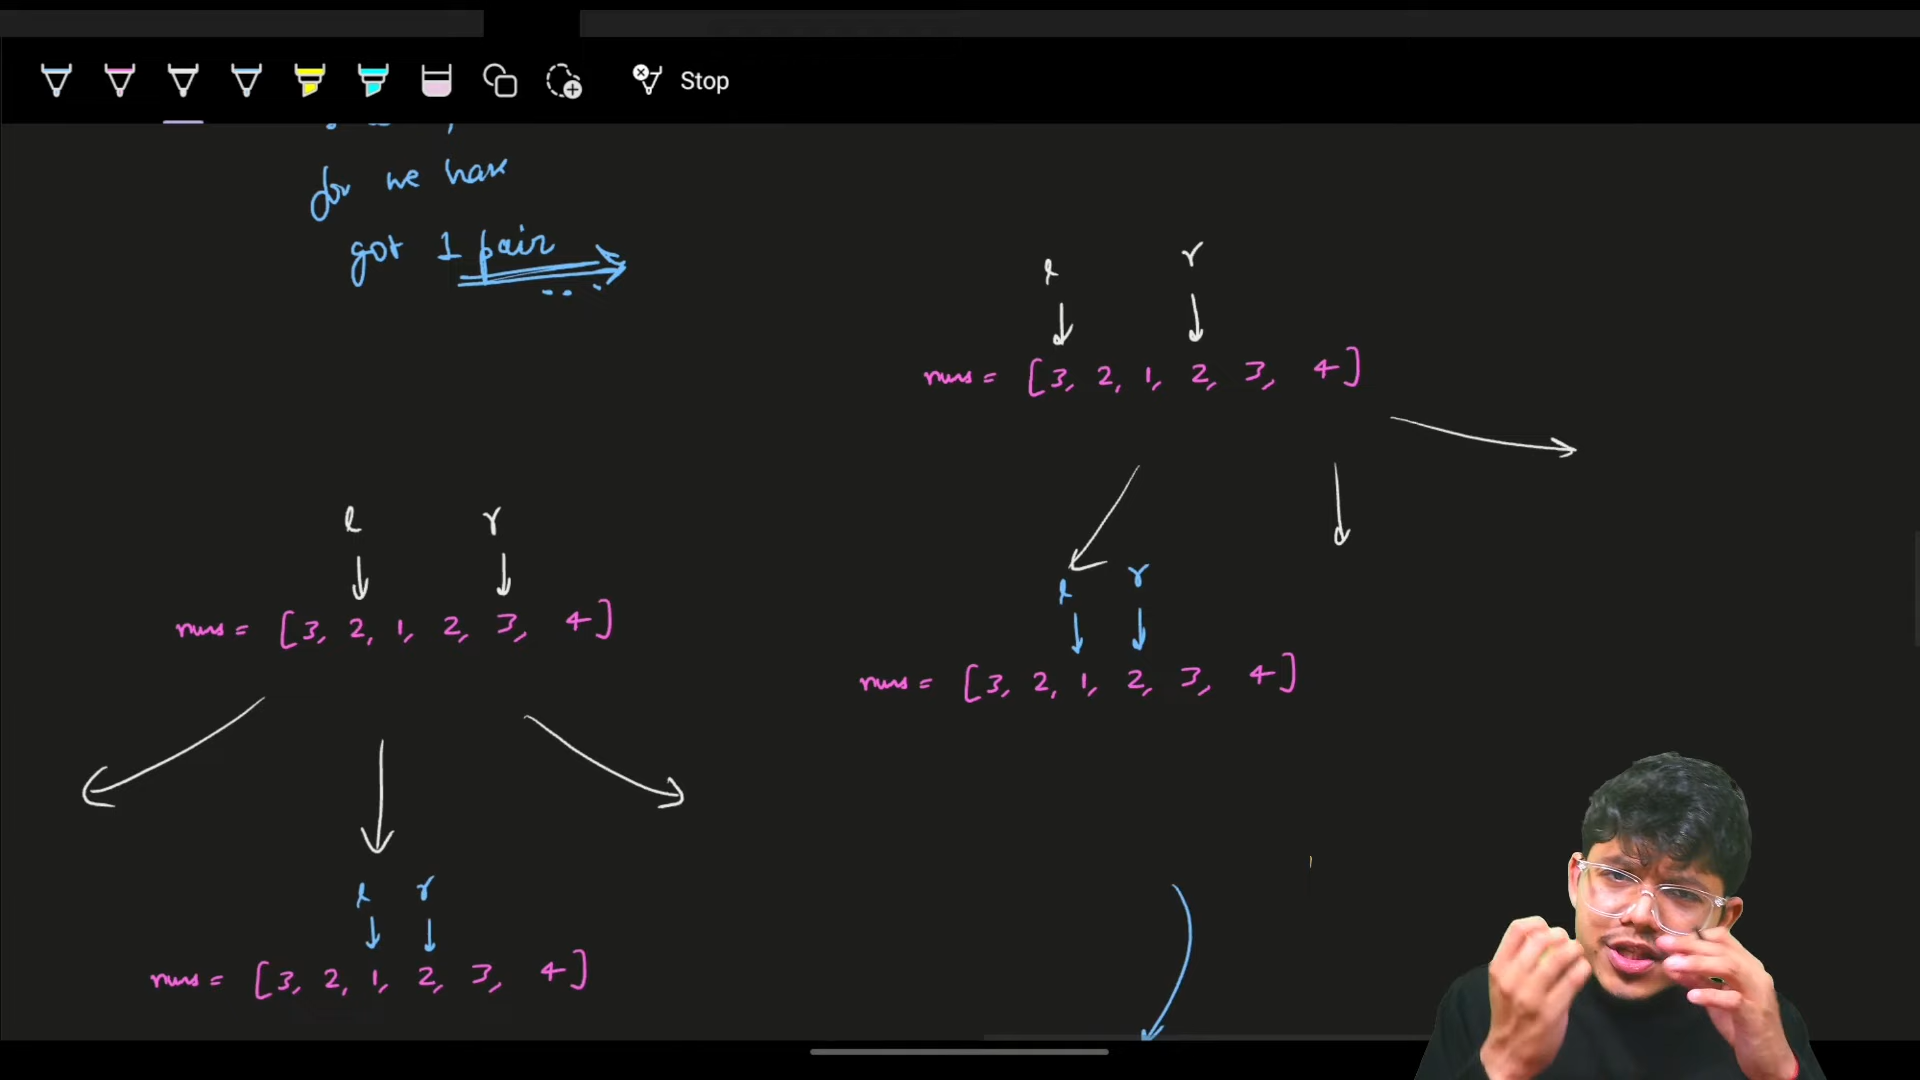 Stop
do we have
got 1 pair
l r
nums = [3, 2, 1, 2, 3, 4]
l r
nums = [3, 2, 1, 2, 3, 4]
l r
nums = [3, 2, 1, 2, 3, 4]
l r
nums = [3, 2, 1, 2, 3, 4]